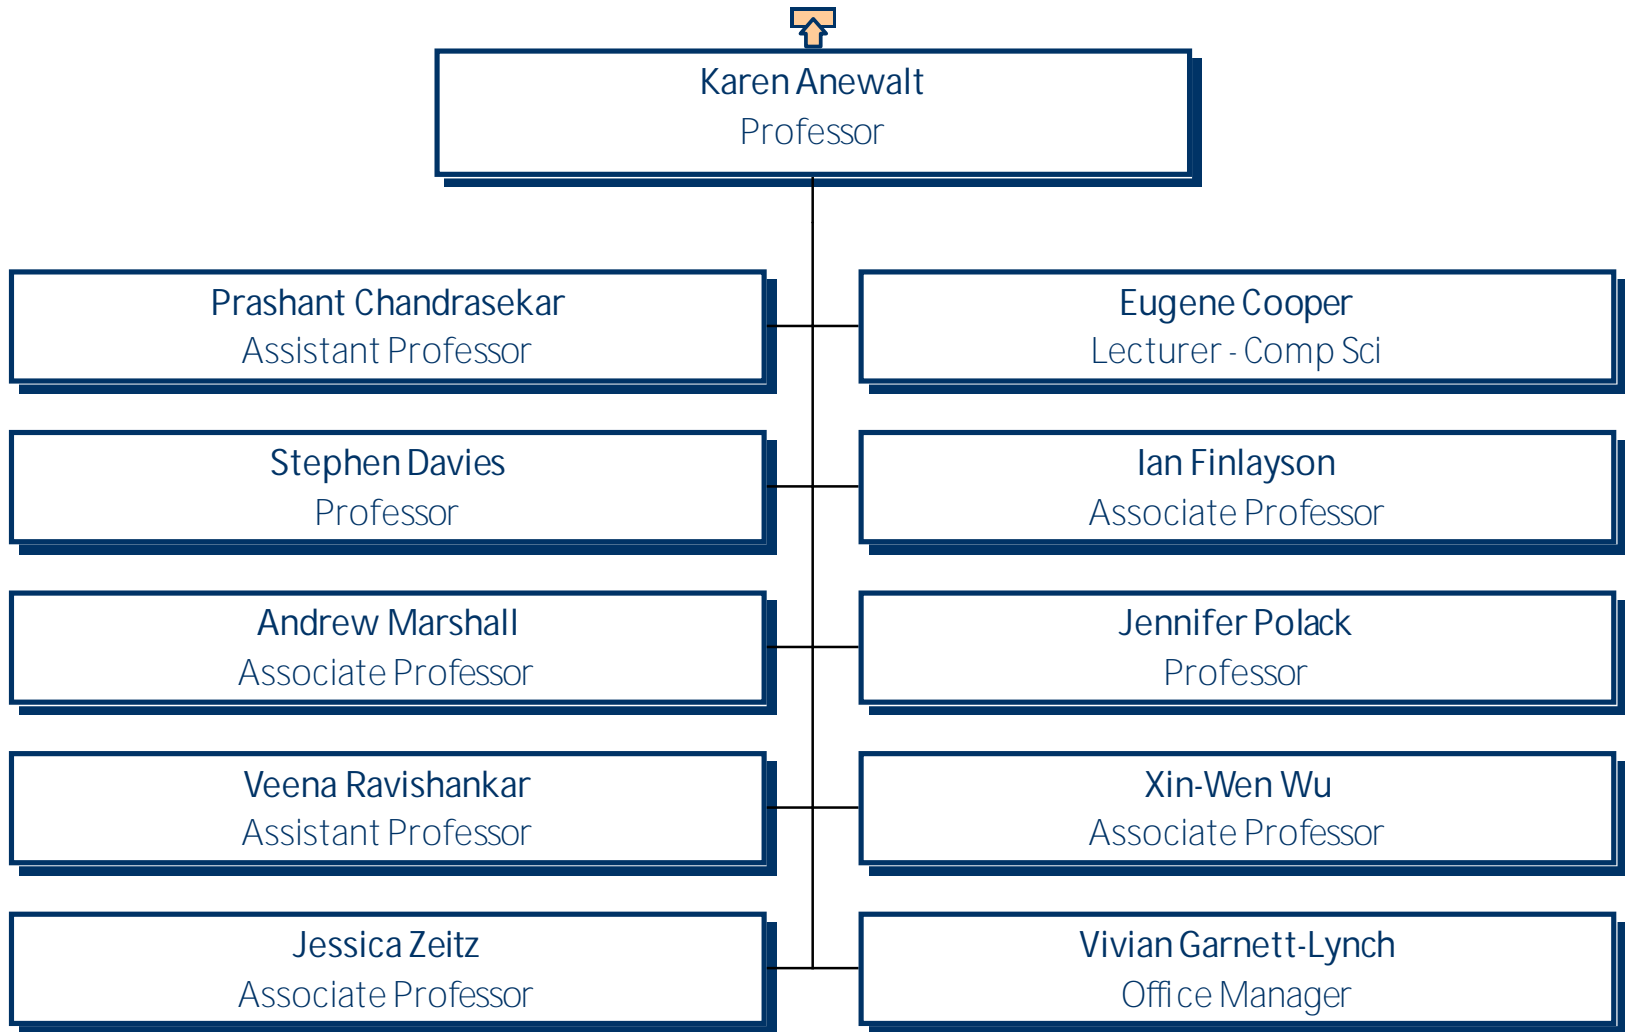 Karen Anewalt
Professor
Prashant Chandrasekar
Assistant Professor
Eugene Cooper
Lecturer - Comp Sci
Stephen Davies
Professor
Ian Finlayson
Associate Professor
Andrew Marshall
Associate Professor
Jennifer Polack
Professor
Veena Ravishankar
Assistant Professor
Xin-Wen Wu
Associate Professor
Jessica Zeitz
Associate Professor
Vivian Garnett-Lynch
Office Manager